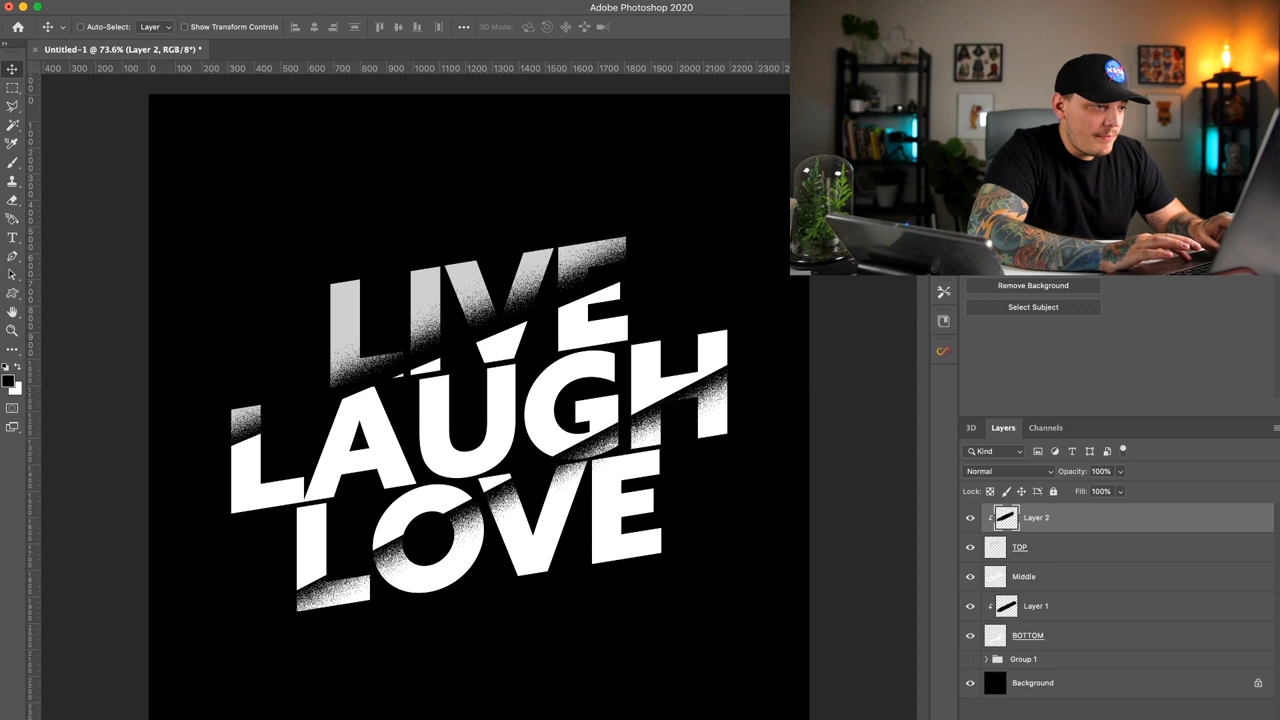 Adobe Photoshop 2020
Auto-Select: Layer Show Transform Controls 3D Mode:
Untitled-1 @ 73.6% (Layer 2, RGB/8*) *
400 300 200 100 0 100 200 300 400 500 600 700 800 900 1000 1100 1200 1300 1400 1500 1600 1700 1800 1900 2000 2100 2200 2300
NASA
LIVE
LAUGH
LOVE
Remove Background
Select Subject
3D Layers Channels
Kind
Normal Opacity: 100%
Lock: Fill: 100%
Layer 2
TOP
Middle
Layer 1
BOTTOM
Group 1
Background